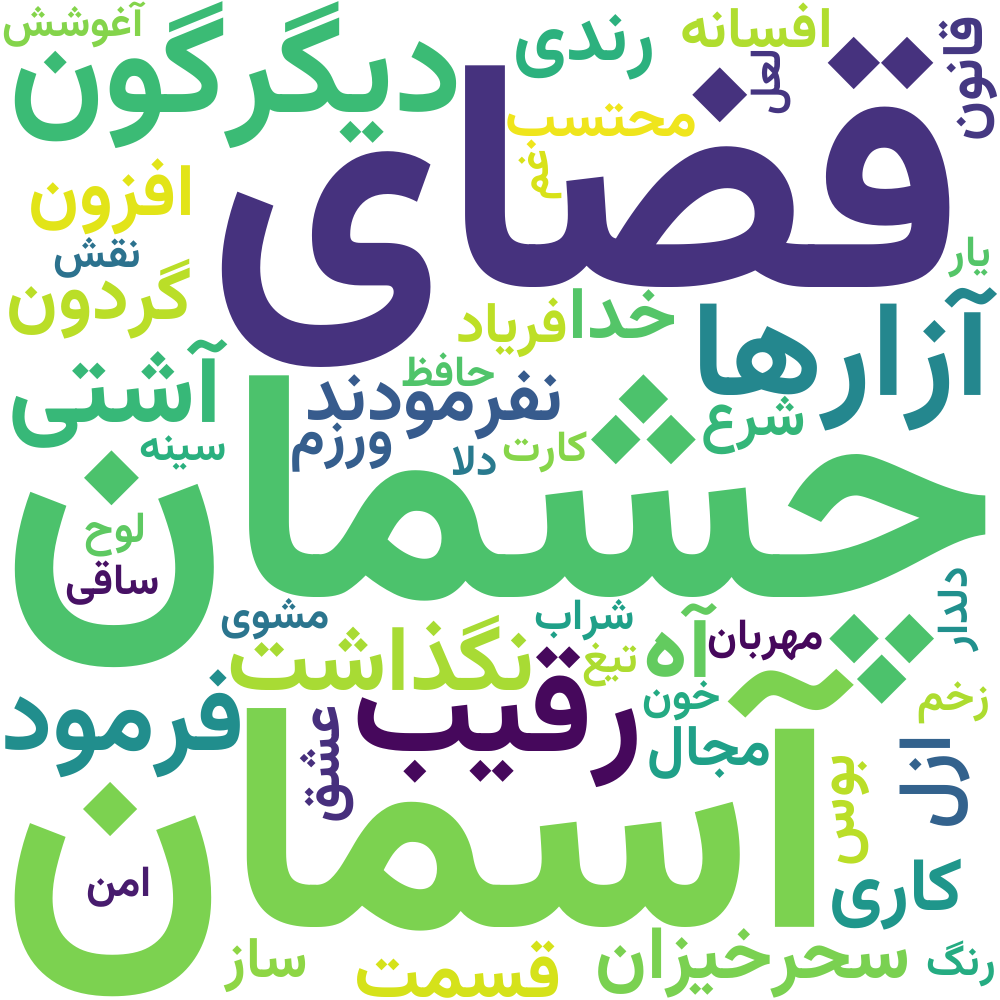 آغوشش
دیگرگون
رندی
افسانه
لعل
قانون
محتسب
غم
قضای
افزون
نقش
گردون
یار
خدا
فریاد
آزارها
آشتی
حافظ
نفرمودند
شرع
ورزم
سینه
دلا
کارت
چشمان
لوح
ساقی
دلدار
مشوی
شراب
مهربان
آه
نگذاشت
تیغ
خون
زخم
رقیب
فرمود
عشق
مجال
ازل
بوس
آسمان
امن
کاری
سحرخیزان
ساز
قسمت
رنگ